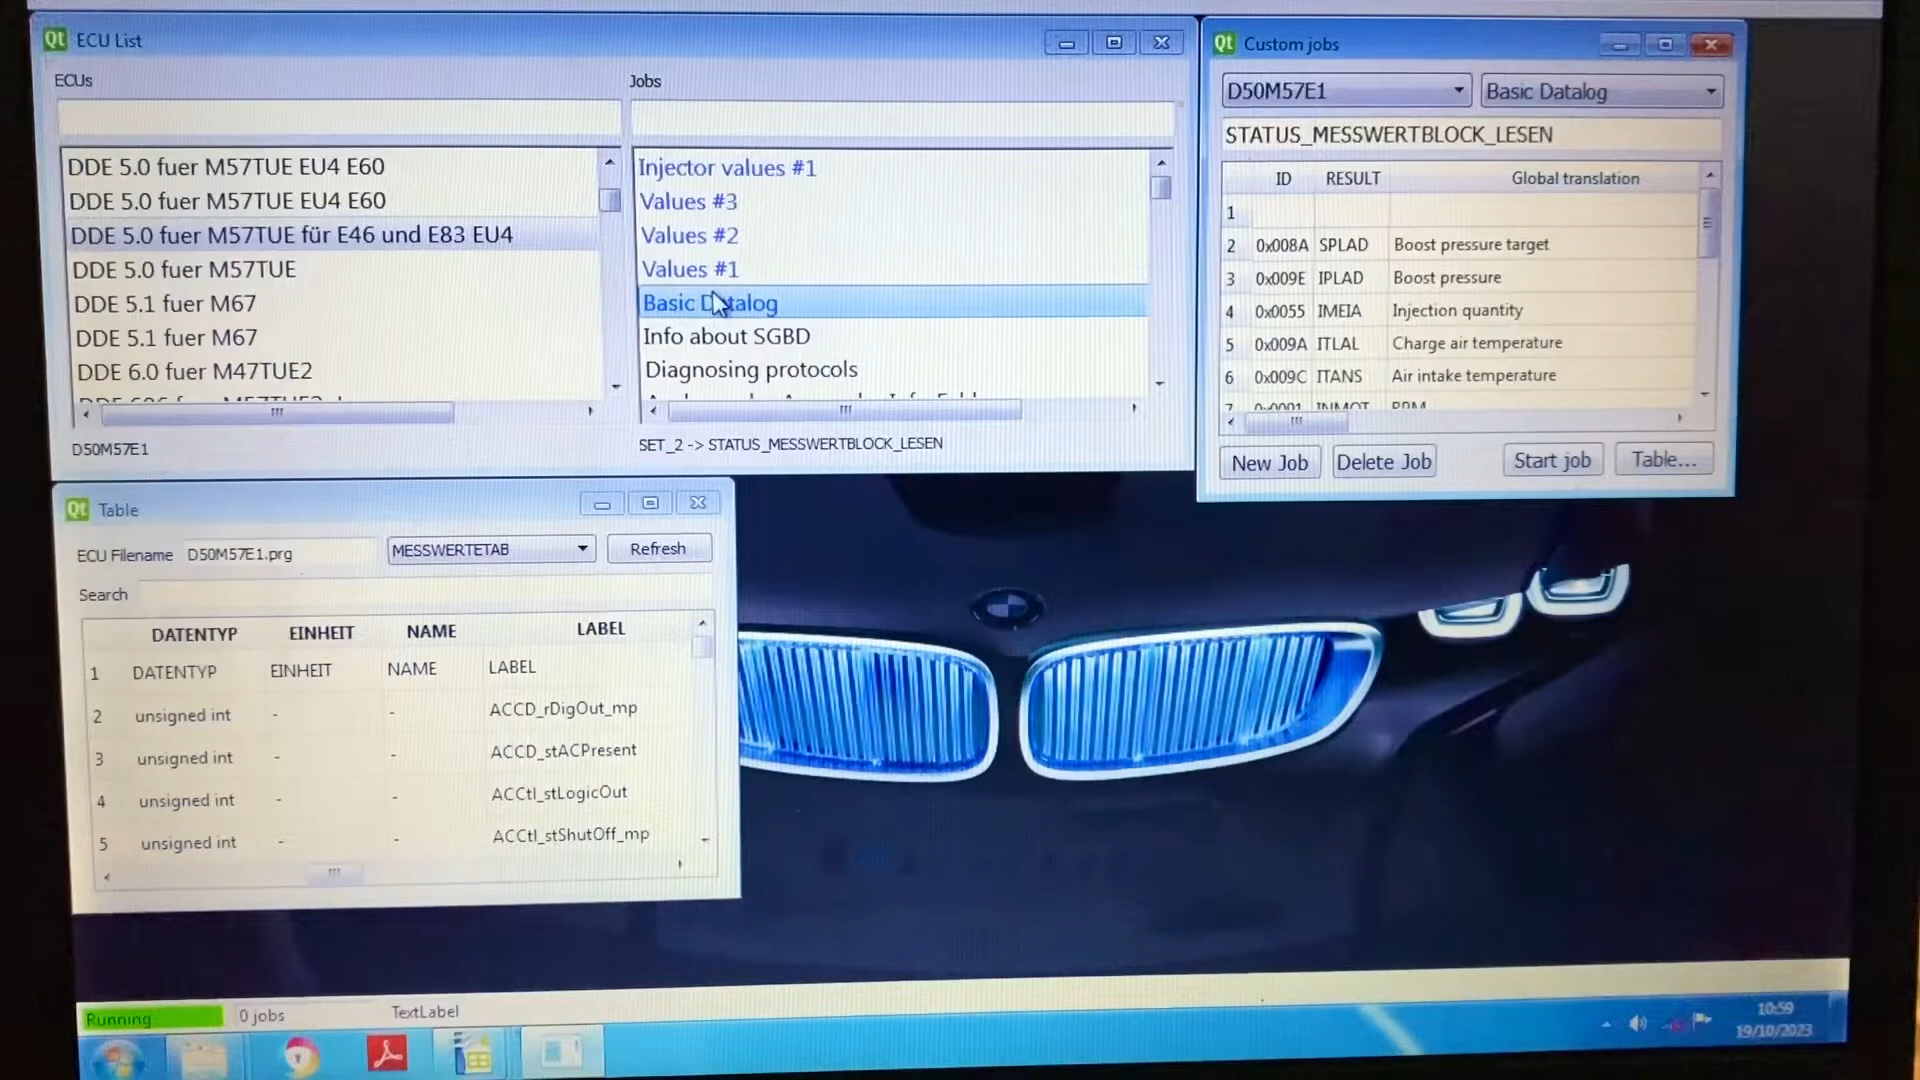 Qt ECU List
ECUs
Jobs
DDE 5.0 fuer M57TUE EU4 E60
DDE 5.0 fuer M57TUE EU4 E60
DDE 5.0 fuer M57TUE für E46 und E83 EU4
DDE 5.0 fuer M57TUE
DDE 5.1 fuer M67
DDE 5.1 fuer M67
DDE 6.0 fuer M47TUE2
D50M57E1
Injector values #1
Values #3
Values #2
Values #1
Basic Datalog
Info about SGBD
Diagnosing protocols
SET_2 -> STATUS_MESSWERTBLOCK_LESEN
Qt Custom jobs
D50M57E1 Basic Datalog
STATUS_MESSWERTBLOCK_LESEN
ID RESULT Global translation
1
2 0x008A SPLAD Boost pressure target
3 0x009E IPLAD Boost pressure
4 0x0055 IMEIA Injection quantity
5 0x009A ITLAL Charge air temperature
6 0x009C ITANS Air intake temperature
7 0x0001 INMOT RPM
New Job Delete Job Start job Table...
Qt Table
ECU Filename D50M57E1.prg MESSWERTETAB Refresh
Search
DATENTYP EINHEIT NAME LABEL
1 DATENTYP EINHEIT NAME LABEL
2 unsigned int - - ACCD_rDigOut_mp
3 unsigned int - - ACCD_stACPresent
4 unsigned int - - ACCtl_stLogicOut
5 unsigned int - - ACCtl_stShutOff_mp
Running 0 jobs TextLabel
10:59
19/10/2023